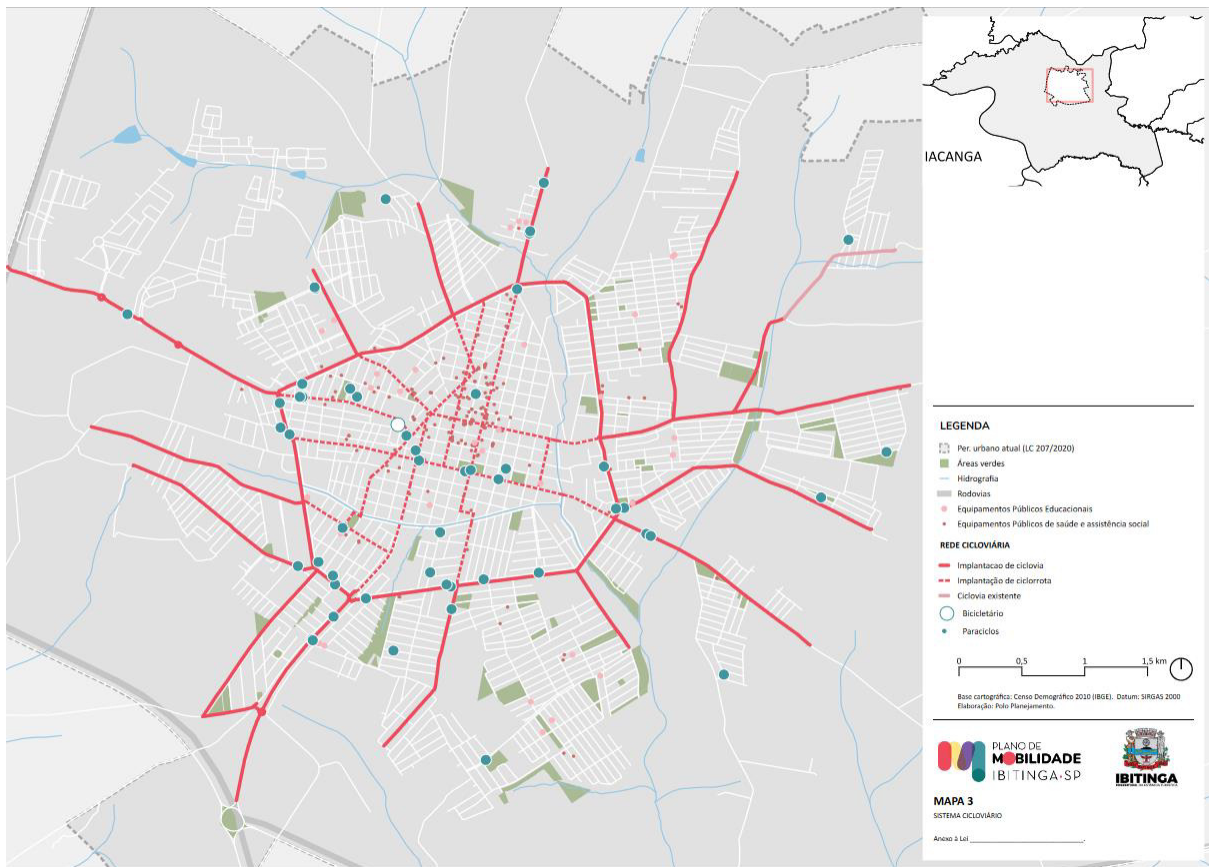 IACANGA
LEGENDA
Per. urbano atual (LC 207/2020)
Áreas verdes
Hidrografia
Rodovias
Equipamentos Públicos Educacionais
Equipamentos Públicos de saúde e assistência social
REDE CICLOVIÁRIA
Implantacao de ciclovia
Implantação de ciclorrota
Ciclovia existente
Bicicletário
Paraciclos
0 0,5 1 1,5 km
Base cartográfica: Censo Demográfico 2010 (IBGE). Datum: SIRGAS 2000
Elaboração: Polo Planejamento.
PLANO DE
MOBILIDADE
IBITINGA·SP
IBITINGA
MAPA 3
SISTEMA CICLOVIÁRIO
Anexo à Lei ______________________________.